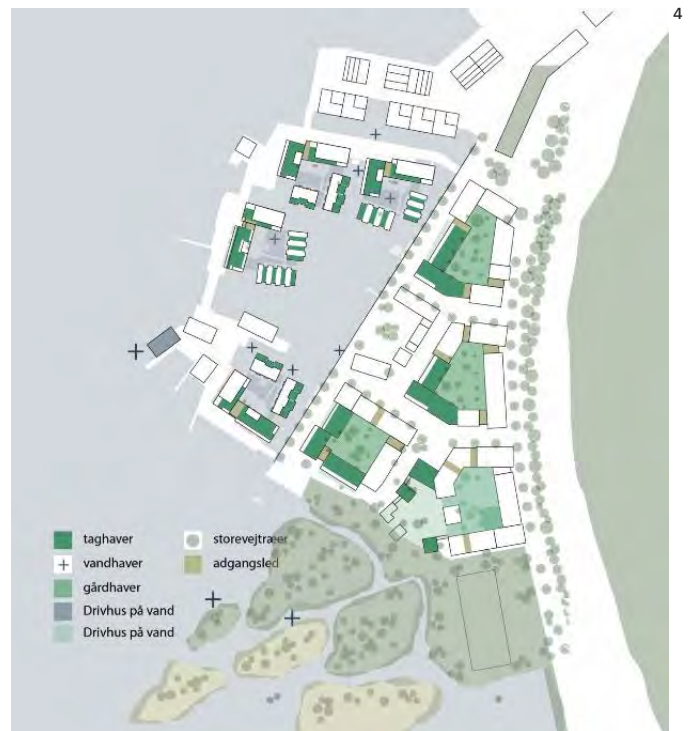 4
taghaver
vandhaver
gårdhaver
Drivhus på vand
Drivhus på vand
storevejtræer
adgangsled